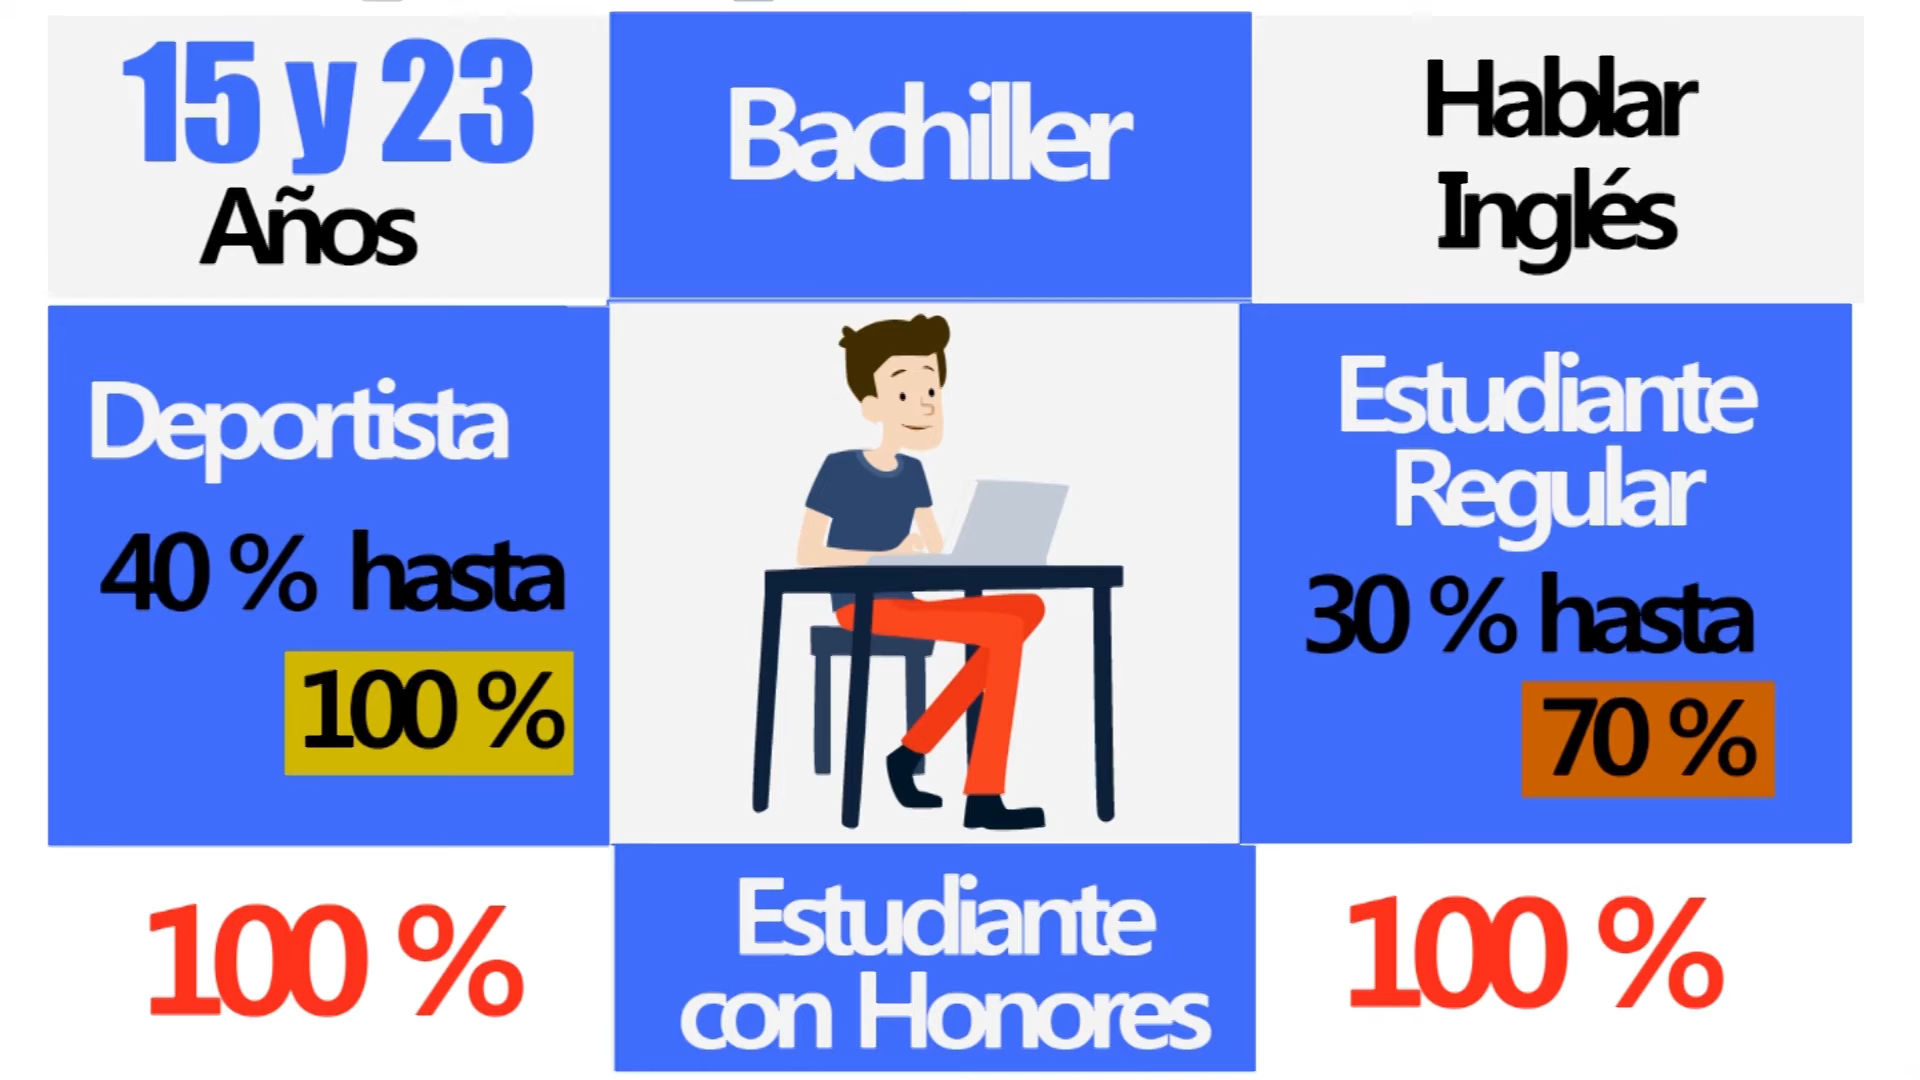 15 y 23
Años
Bachiller
Hablar
Inglés
Deportista
40 % hasta
100 %
Estudiante
Regular
30 % hasta
70 %
100 %
Estudiante
con Honores
100 %